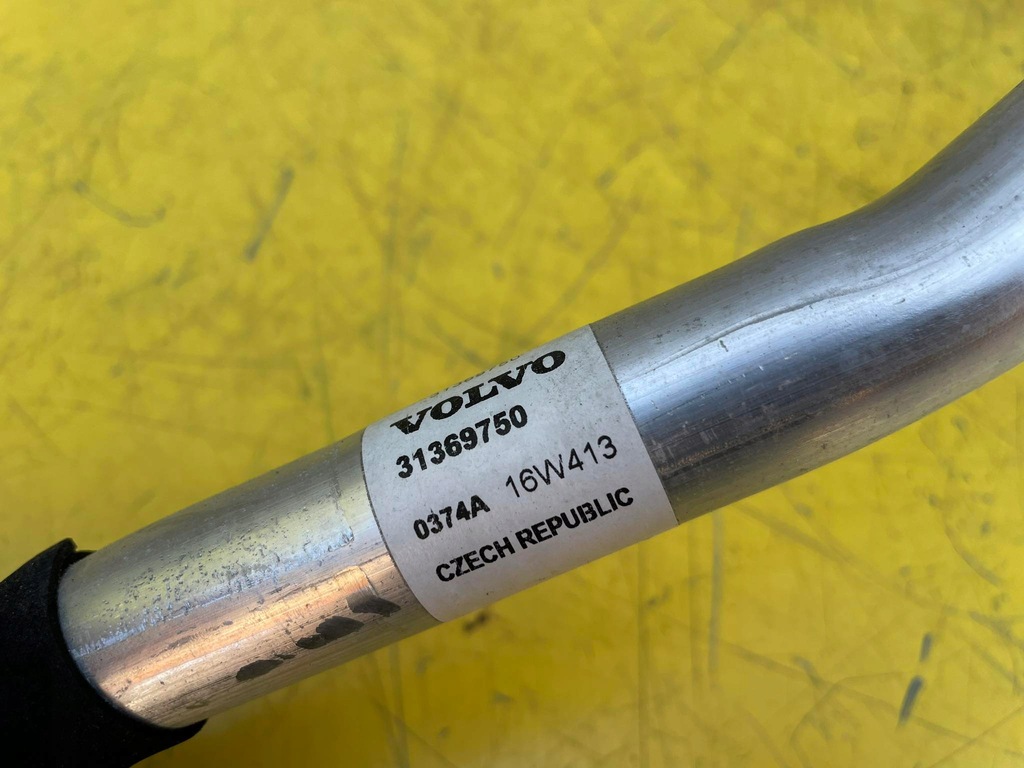 VOLVO
31369750
0374A 16W413
CZECH REPUBLIC